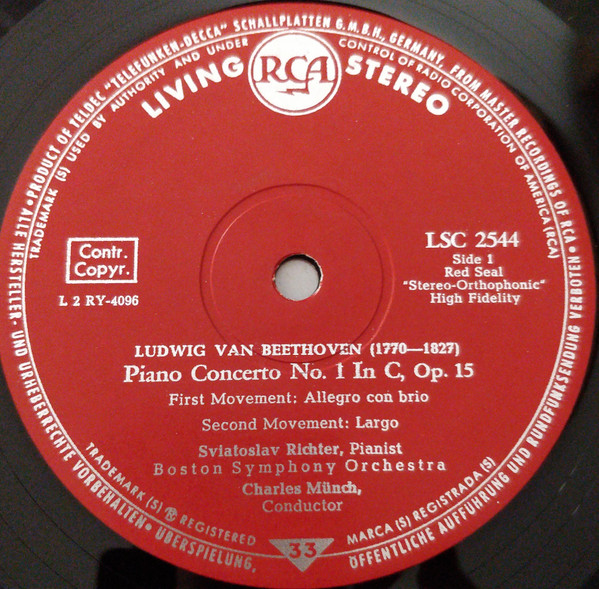 • PRODUCT OF TELDEC "TELEFUNKEN-DECCA" SCHALLPLATTEN G.M.B.H., GERMANY, FROM MASTER RECORDINGS OF RCA •
TRADEMARK (S) USED BY AUTHORITY AND UNDER CONTROL OF RADIO CORPORATION OF AMERICA (RCA)
LIVING RCA STEREO
Contr.
Copyr.
L 2 RY-4096
LSC 2544
Side 1
Red Seal
"Stereo-Orthophonic"
High Fidelity
LUDWIG VAN BEETHOVEN (1770—1827)
Piano Concerto No. 1 In C, Op. 15
First Movement: Allegro con brio
Second Movement: Largo
Sviatoslav Richter, Pianist
Boston Symphony Orchestra
Charles Münch,
Conductor
TRADEMARK (S) ® REGISTERED
33
MARCA (S) REGISTRADA (S)
ALLE HERSTELLER- UND URHEBERRECHTE VORBEHALTEN • ÜBERSPIELUNG, ÖFFENTLICHE AUFFÜHRUNG UND RUNDFUNKSENDUNG VERBOTEN